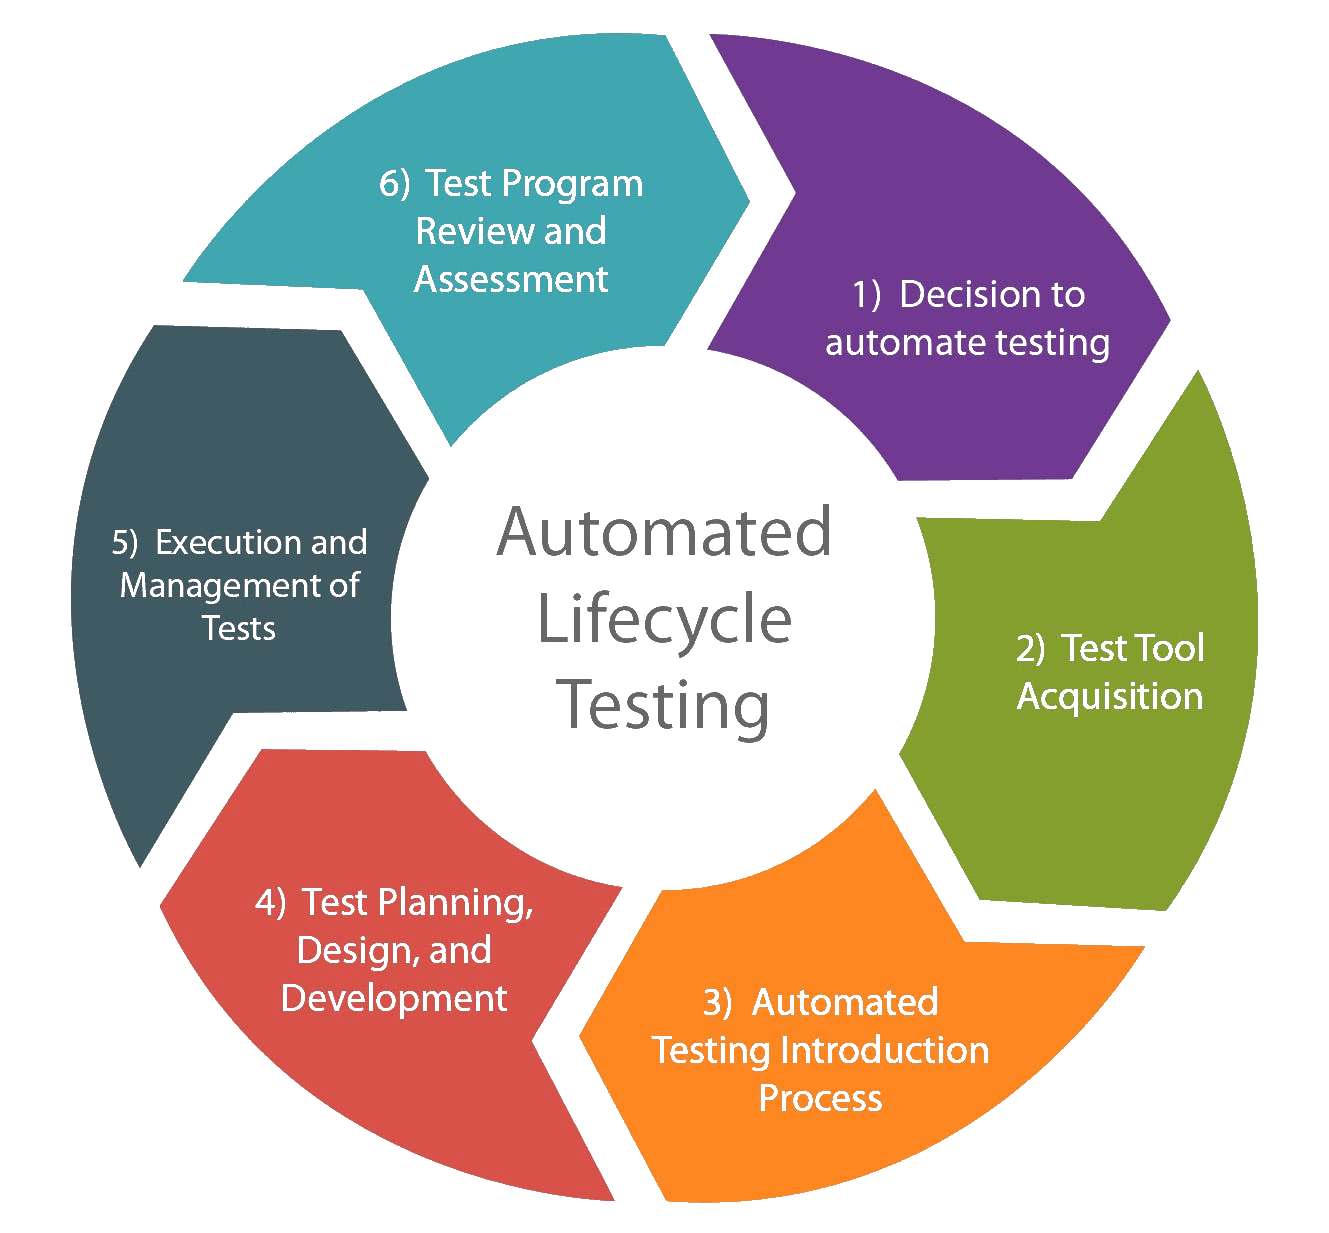 6) Test Program
Review and
Assessment
1) Decision to
automate testing
5) Execution and
Management of
Tests
Automated
Lifecycle
Testing
2) Test Tool
Acquisition
4) Test Planning,
Design, and
Development
3) Automated
Testing Introduction
Process